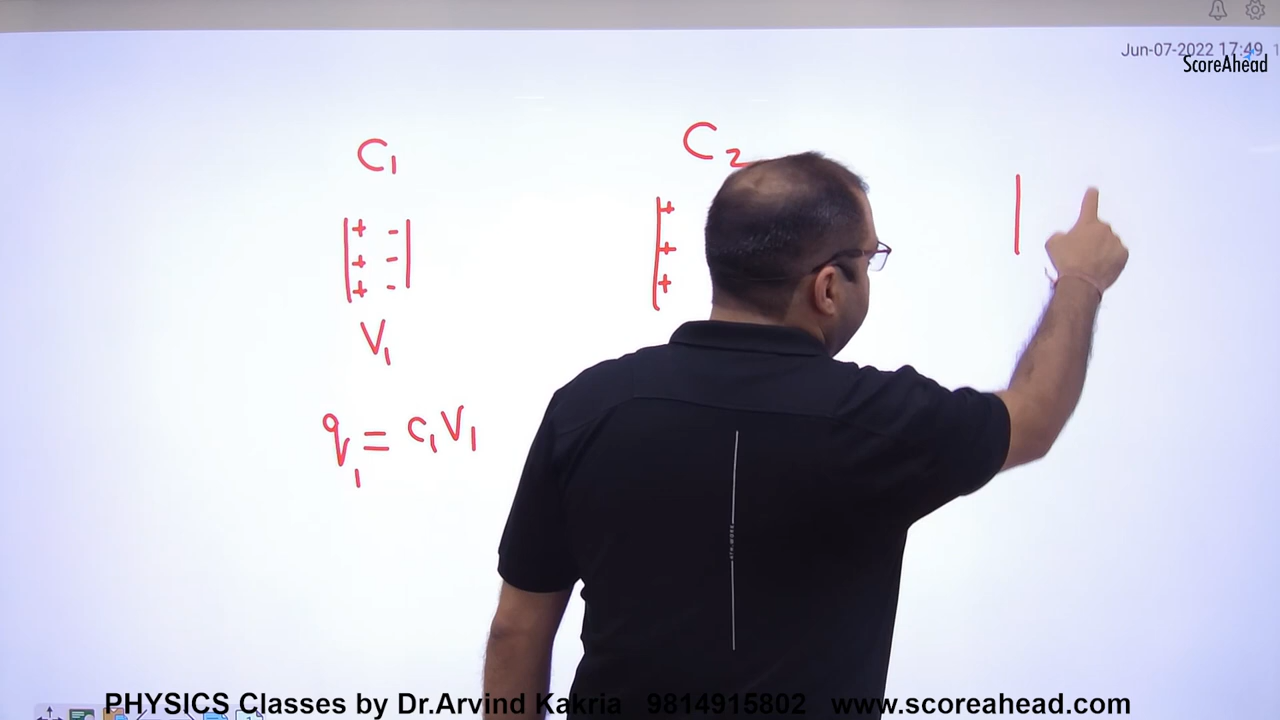 Jun-07-2022 17:49, 1
ScoreAhead
C1 C2
+ - +
+ - +
+ - +
V1
q1 = C1V1
PHYSICS Classes by Dr.Arvind Kakria 9814915802 www.scoreahead.com